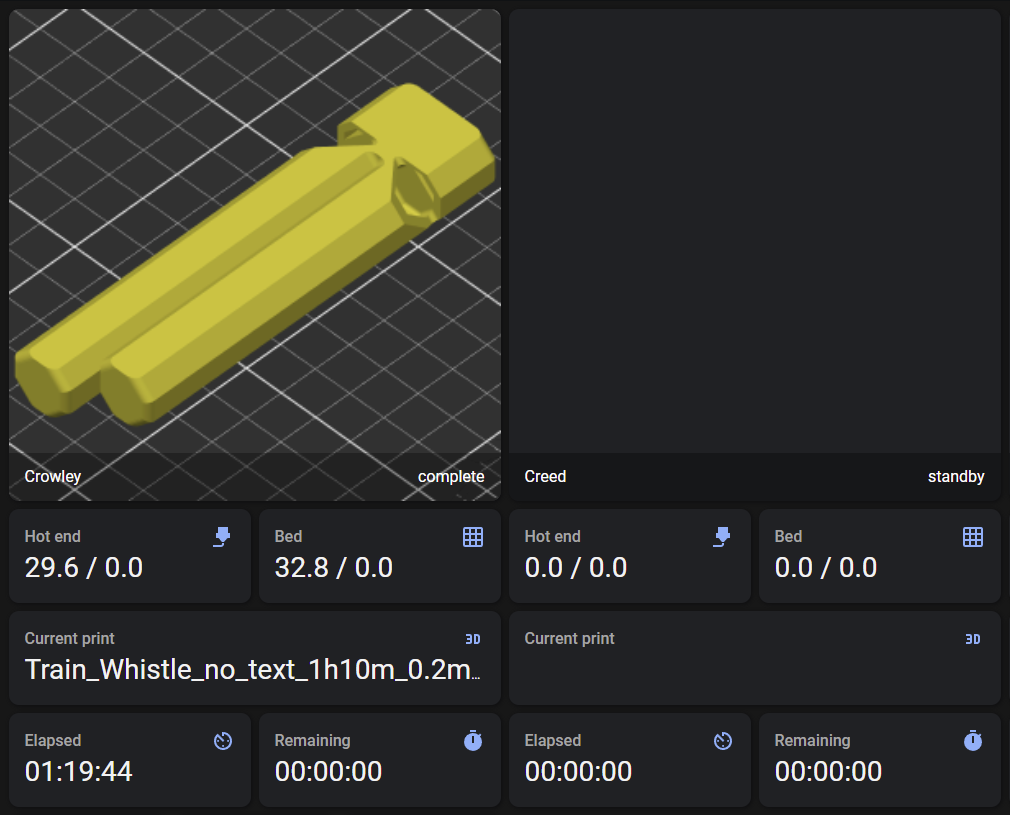 Crowley complete
Creed standby
Hot end
29.6 / 0.0
Bed
32.8 / 0.0
Hot end
0.0 / 0.0
Bed
0.0 / 0.0
Current print 3D
Train_Whistle_no_text_1h10m_0.2m…
Current print 3D
Elapsed
01:19:44
Remaining
00:00:00
Elapsed
00:00:00
Remaining
00:00:00